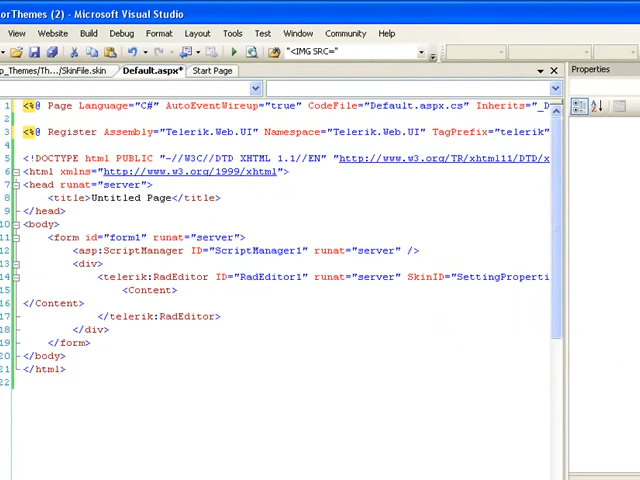 orThemes (2) - Microsoft Visual Studio
View Website Build Debug Format Layout Tools Test Window Community Help
"<IMG SRC="
p_Themes/Th.../SkinFile.skin Default.aspx* Start Page
Properties
1 <%@ Page Language="C#" AutoEventWireup="true" CodeFile="Default.aspx.cs" Inherits="_D
2
3 <%@ Register Assembly="Telerik.Web.UI" Namespace="Telerik.Web.UI" TagPrefix="telerik"
4
5 <!DOCTYPE html PUBLIC "-//W3C//DTD XHTML 1.1//EN" "http://www.w3.org/TR/xhtml11/DTD/x
6 <html xmlns="http://www.w3.org/1999/xhtml">
7 <head runat="server">
8 <title>Untitled Page</title>
9 </head>
10 <body>
11 <form id="form1" runat="server">
12 <asp:ScriptManager ID="ScriptManager1" runat="server" />
13 <div>
14 <telerik:RadEditor ID="RadEditor1" runat="server" SkinID="SettingProperti
15 <Content>
16 </Content>
17 </telerik:RadEditor>
18 </div>
19 </form>
20 </body>
21 </html>
22